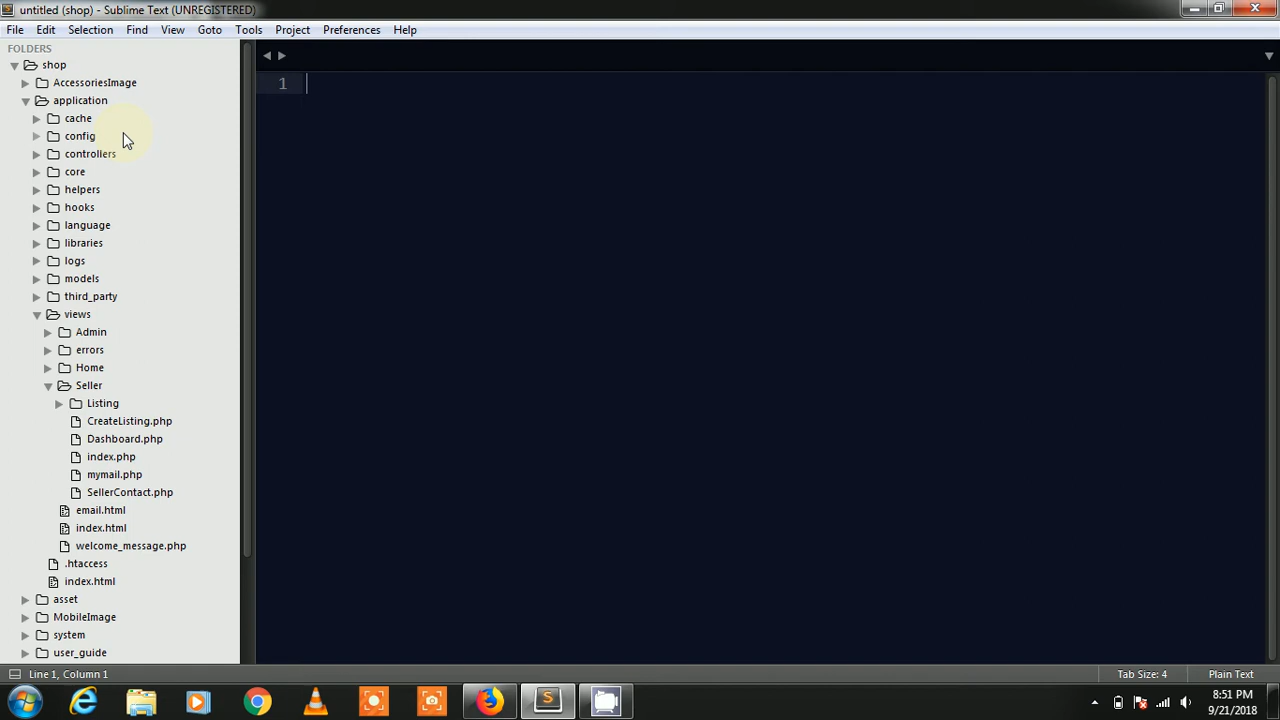 untitled (shop) - Sublime Text (UNREGISTERED)
File Edit Selection Find View Goto Tools Project Preferences Help
FOLDERS
shop
AccessoriesImage
application
cache
config
controllers
core
helpers
hooks
language
libraries
logs
models
third_party
views
Admin
errors
Home
Seller
Listing
CreateListing.php
Dashboard.php
index.php
mymail.php
SellerContact.php
email.html
index.html
welcome_message.php
.htaccess
index.html
asset
MobileImage
system
user_guide
1
Line 1, Column 1
Tab Size: 4
Plain Text
8:51 PM
9/21/2018